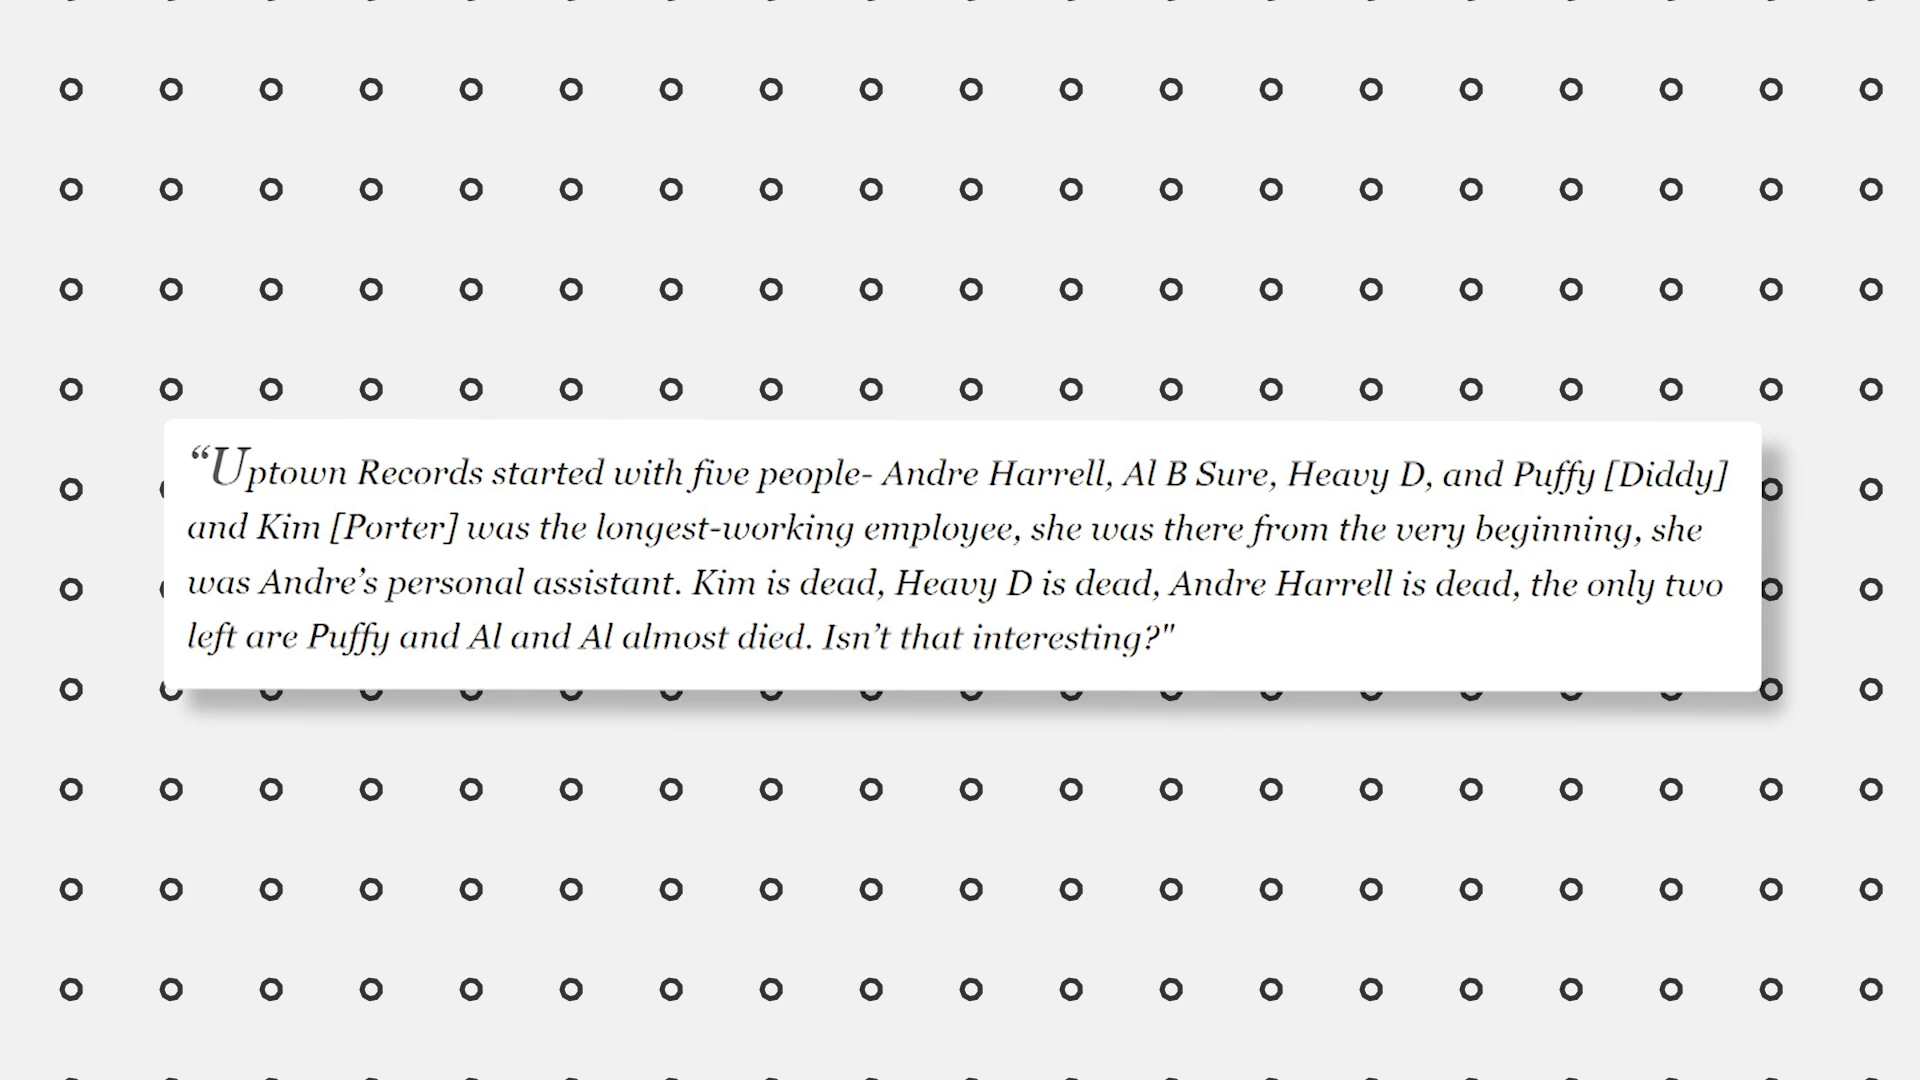 “Uptown Records started with five people- Andre Harrell, Al B Sure, Heavy D, and Puffy [Diddy]
and Kim [Porter] was the longest-working employee, she was there from the very beginning, she
was Andre’s personal assistant. Kim is dead, Heavy D is dead, Andre Harrell is dead, the only two
left are Puffy and Al and Al almost died. Isn’t that interesting?"